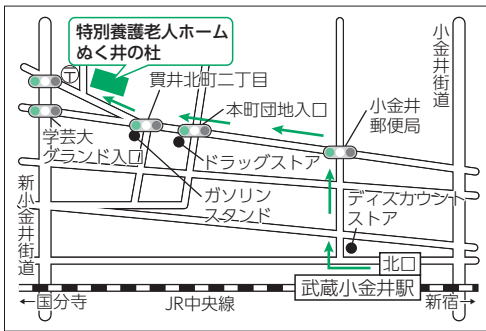 特別養護老人ホーム
ぬく井の杜
〒
貫井北町二丁目
本町団地入口
小金井
郵便局
小金井街道
学芸大
グランド入口
ドラッグストア
ガソリン
スタンド
新小金井街道
ディスカウント
ストア
北口
武蔵小金井駅
←国分寺
JR中央線
新宿→